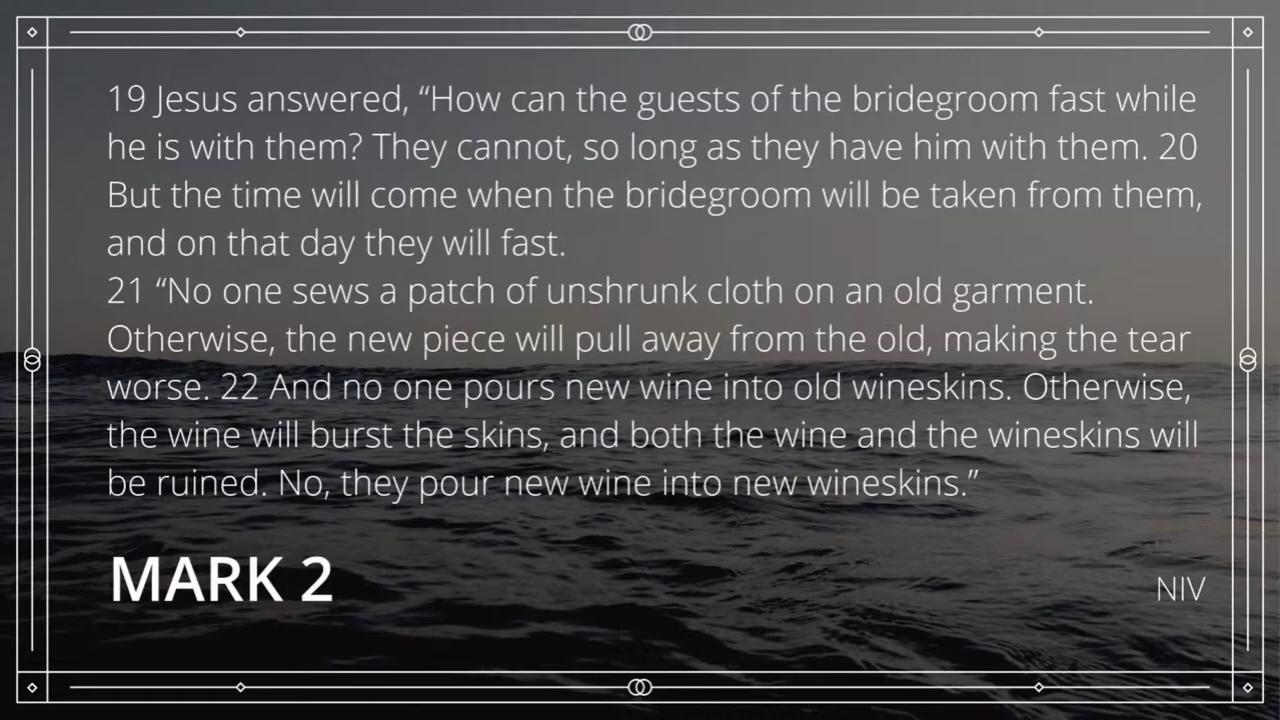 19 Jesus answered, “How can the guests of the bridegroom fast while
he is with them? They cannot, so long as they have him with them. 20
But the time will come when the bridegroom will be taken from them,
and on that day they will fast.
21 “No one sews a patch of unshrunk cloth on an old garment.
Otherwise, the new piece will pull away from the old, making the tear
worse. 22 And no one pours new wine into old wineskins. Otherwise,
the wine will burst the skins, and both the wine and the wineskins will
be ruined. No, they pour new wine into new wineskins.”
MARK 2
NIV